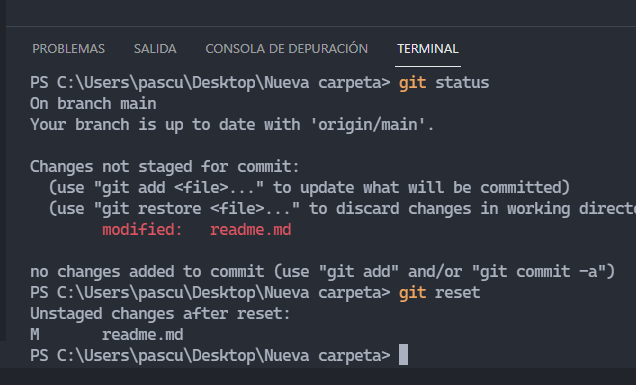 PROBLEMAS SALIDA CONSOLA DE DEPURACIÓN TERMINAL
PS C:\Users\pascu\Desktop\Nueva carpeta> git status
On branch main
Your branch is up to date with 'origin/main'.
Changes not staged for commit:
(use "git add <file>..." to update what will be committed)
(use "git restore <file>..." to discard changes in working directo
modified: readme.md
no changes added to commit (use "git add" and/or "git commit -a")
PS C:\Users\pascu\Desktop\Nueva carpeta> git reset
Unstaged changes after reset:
M readme.md
PS C:\Users\pascu\Desktop\Nueva carpeta>